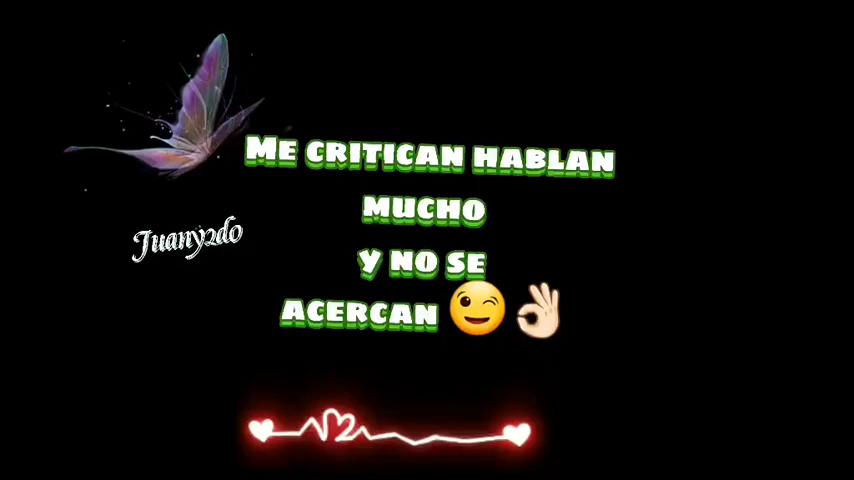 Me critican hablan
mucho
y no se
acercan 😉👌🏻
Juany2do